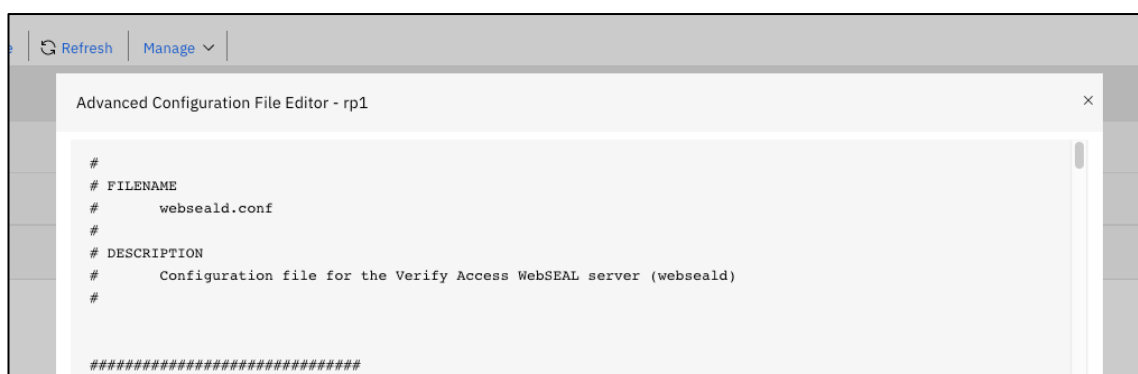 Refresh Manage
Advanced Configuration File Editor - rp1 ×
#
# FILENAME
#       webseald.conf
#
# DESCRIPTION
#       Configuration file for the Verify Access WebSEAL server (webseald)
#
###############################